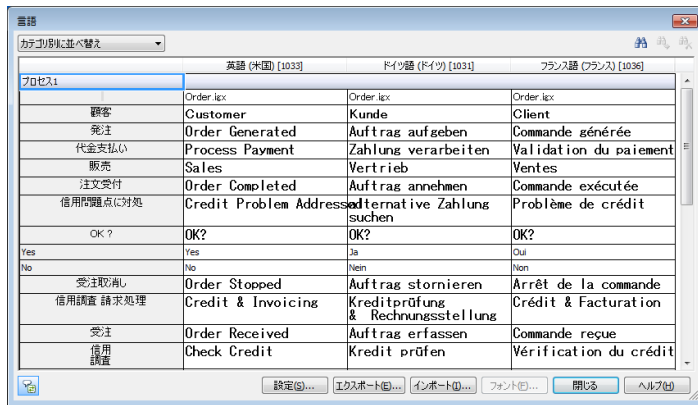 言語
カテゴリ別に並べ替え
英語 (米国) [1033] ドイツ語 (ドイツ) [1031] フランス語 (フランス) [1036]
プロセス1
Order.igx Order.igx Order.igx
顧客 Customer Kunde Client
発注 Order Generated Auftrag aufgeben Commande générée
代金支払い Process Payment Zahlung verarbeiten Validation du paiement
販売 Sales Vertrieb Ventes
注文受付 Order Completed Auftrag annehmen Commande exécutée
信用問題点に対処 Credit Problem Addressed alternative Zahlung Problème de crédit
suchen
OK ? OK? OK? OK?
Yes Yes Ja Oui
No No Nein Non
受注取消し Order Stopped Auftrag stornieren Arrêt de la commande
信用調査 請求処理 Credit & Invoicing Kreditprüfung Crédit & Facturation
& Rechnungsstellung
受注 Order Received Auftrag erfassen Commande reçue
信用 Check Credit Kredit prüfen Vérification du crédit
調査
設定(S)... エクスポート(E)... インポート(I)... フォント(F)... 閉じる ヘルプ(H)